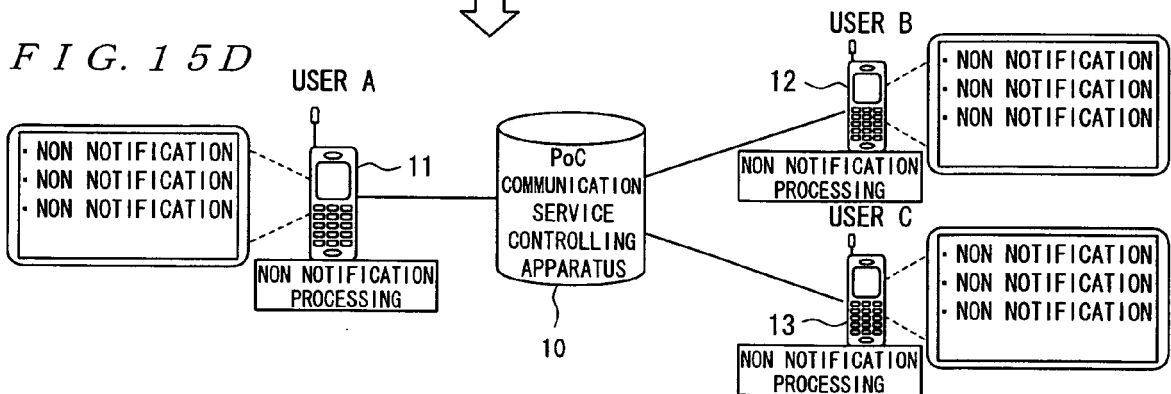 FIG. 15D
USER A
· NON NOTIFICATION
· NON NOTIFICATION
· NON NOTIFICATION
11
NON NOTIFICATION
PROCESSING
PoC
COMMUNICATION
SERVICE
CONTROLLING
APPARATUS
10
USER B
12
· NON NOTIFICATION
· NON NOTIFICATION
· NON NOTIFICATION
NON NOTIFICATION
PROCESSING
USER C
13
· NON NOTIFICATION
· NON NOTIFICATION
· NON NOTIFICATION
NON NOTIFICATION
PROCESSING